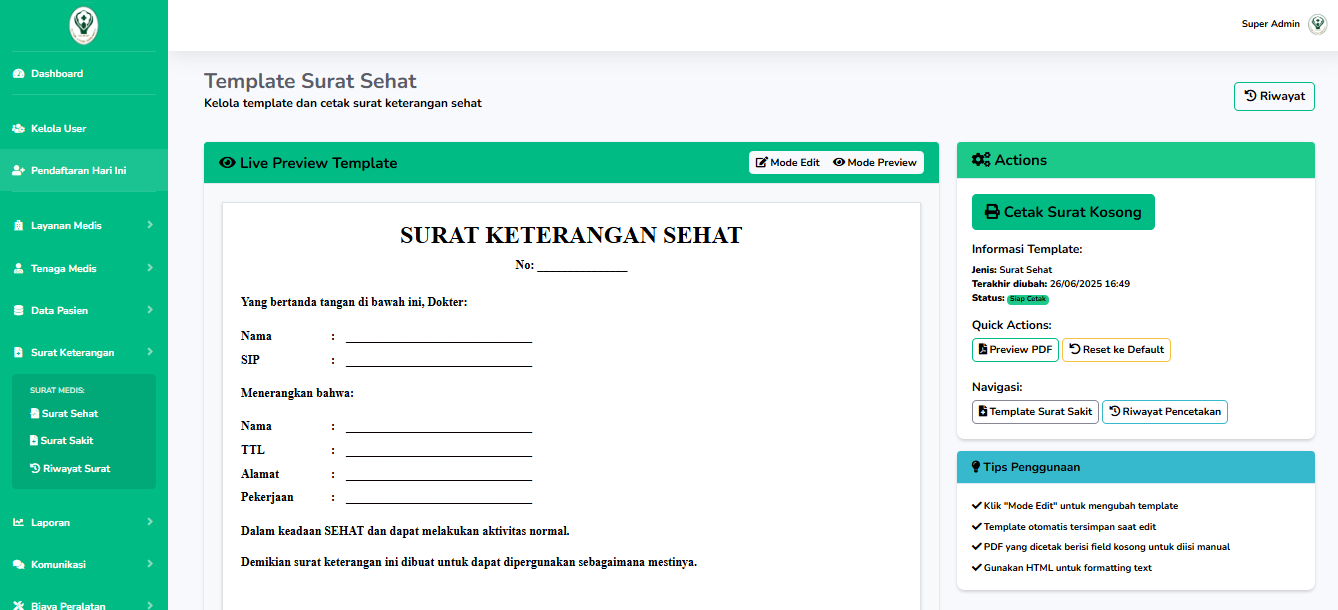 Super Admin
Dashboard
Kelola User
Pendaftaran Hari Ini
Layanan Medis
Tenaga Medis
Data Pasien
Surat Keterangan
SURAT MEDIS:
Surat Sehat
Surat Sakit
Riwayat Surat
Laporan
Komunikasi
Biaya Peralatan
Template Surat Sehat
Kelola template dan cetak surat keterangan sehat
Riwayat
Live Preview Template
Mode Edit Mode Preview
SURAT KETERANGAN SEHAT
No: _______________
Yang bertanda tangan di bawah ini, Dokter:
Nama : _______________________________
SIP : _______________________________
Menerangkan bahwa:
Nama : _______________________________
TTL : _______________________________
Alamat : _______________________________
Pekerjaan : _______________________________
Dalam keadaan SEHAT dan dapat melakukan aktivitas normal.
Demikian surat keterangan ini dibuat untuk dapat dipergunakan sebagaimana mestinya.
Actions
Cetak Surat Kosong
Informasi Template:
Jenis: Surat Sehat
Terakhir diubah: 26/06/2025 16:49
Status: Siap Cetak
Quick Actions:
Preview PDF Reset ke Default
Navigasi:
Template Surat Sakit Riwayat Pencetakan
Tips Penggunaan
Klik "Mode Edit" untuk mengubah template
Template otomatis tersimpan saat edit
PDF yang dicetak berisi field kosong untuk diisi manual
Gunakan HTML untuk formatting text